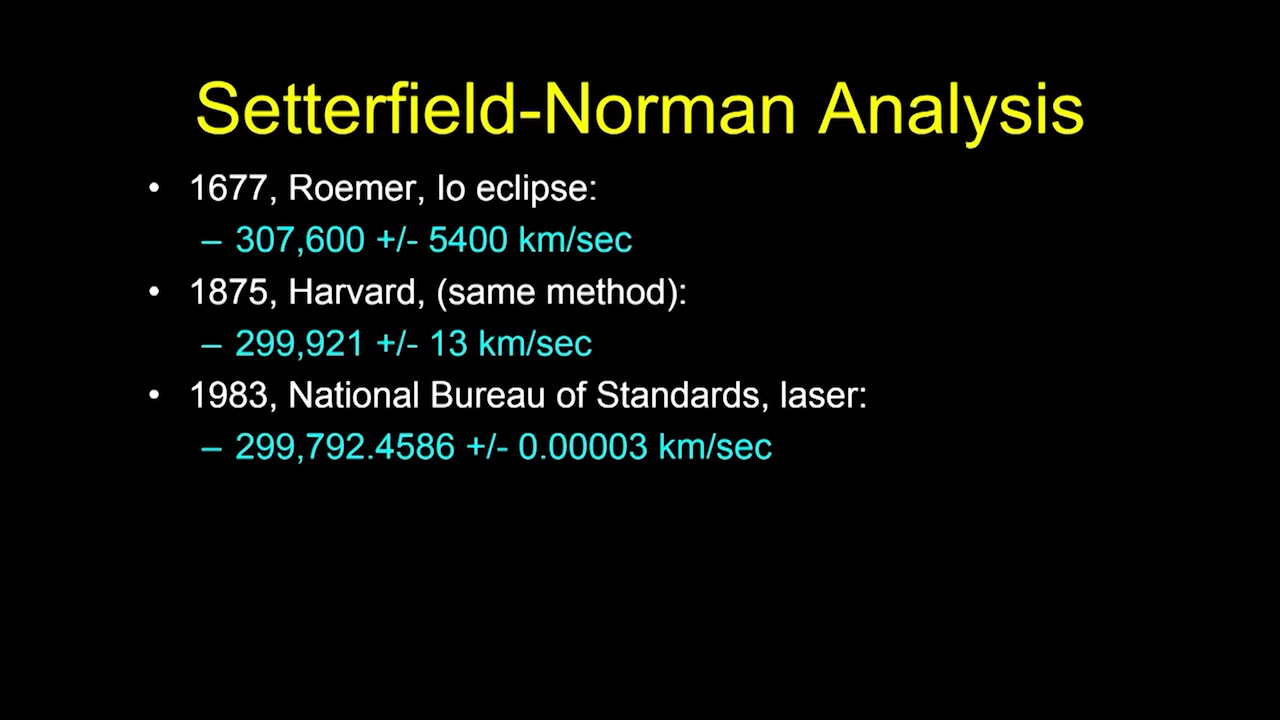 Setterfield-Norman Analysis
• 1677, Roemer, Io eclipse:
– 307,600 +/- 5400 km/sec
• 1875, Harvard, (same method):
– 299,921 +/- 13 km/sec
• 1983, National Bureau of Standards, laser:
– 299,792.4586 +/- 0.00003 km/sec